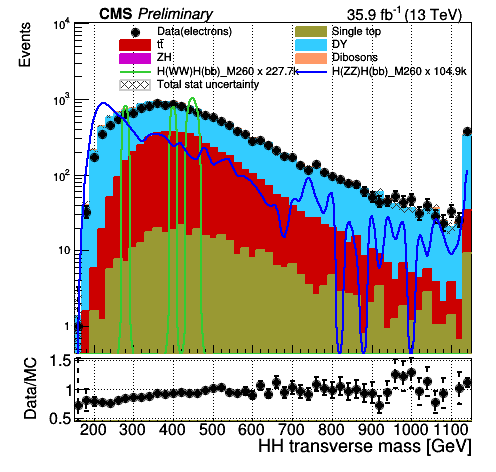 CMS Preliminary 35.9 fb⁻¹ (13 TeV)
Events
Data(electrons) Single top
tt̄ DY
ZH Dibosons
H(WW)H(bb)_M260 x 227.7k H(ZZ)H(bb)_M260 x 104.9k
Total stat uncertainty
10⁴
10³
10²
10
1
Data/MC
1.5
1
0.5
200 300 400 500 600 700 800 900 1000 1100
HH transverse mass [GeV]